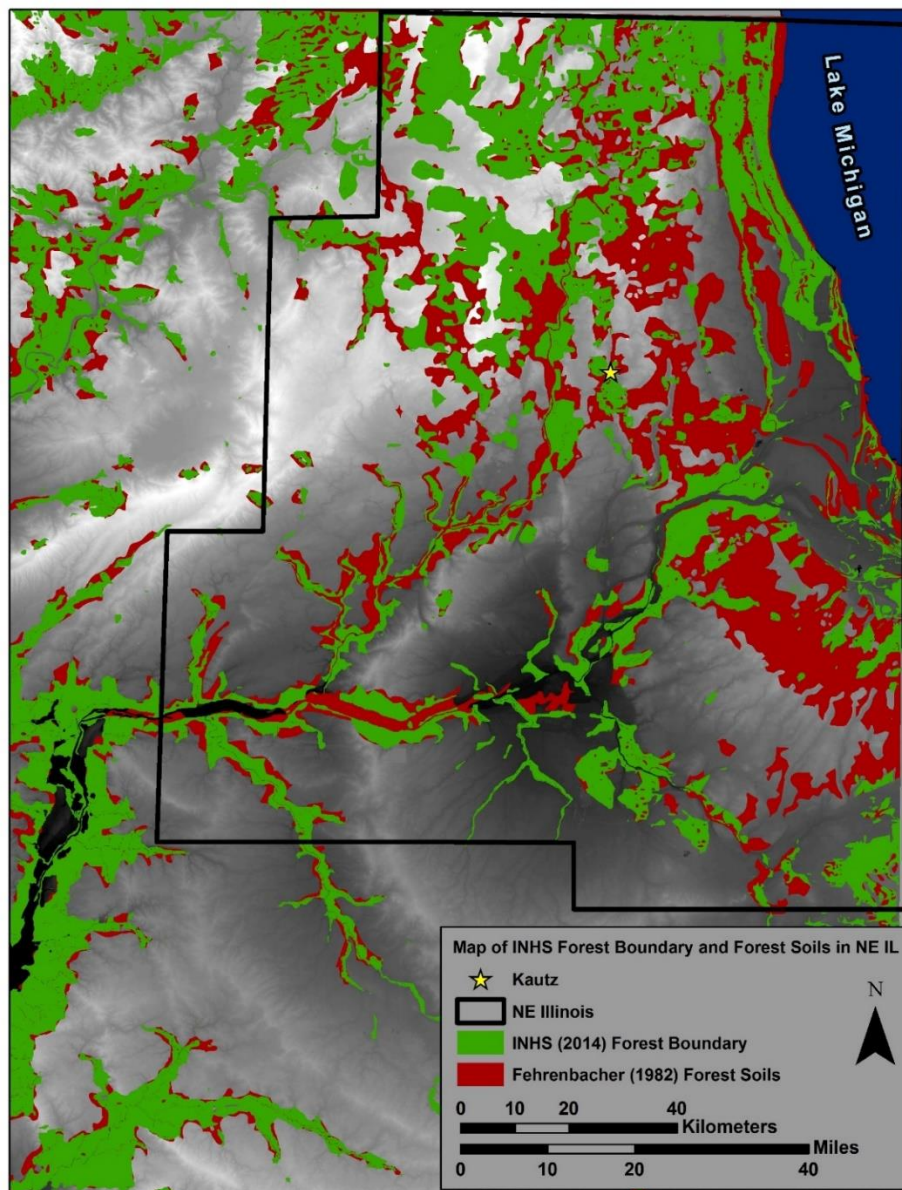 Lake Michigan
Map of INHS Forest Boundary and Forest Soils in NE IL
Kautz
NE Illinois
INHS (2014) Forest Boundary
Fehrenbacher (1982) Forest Soils
N
0 10 20 40
Kilometers
Miles
0 10 20 40